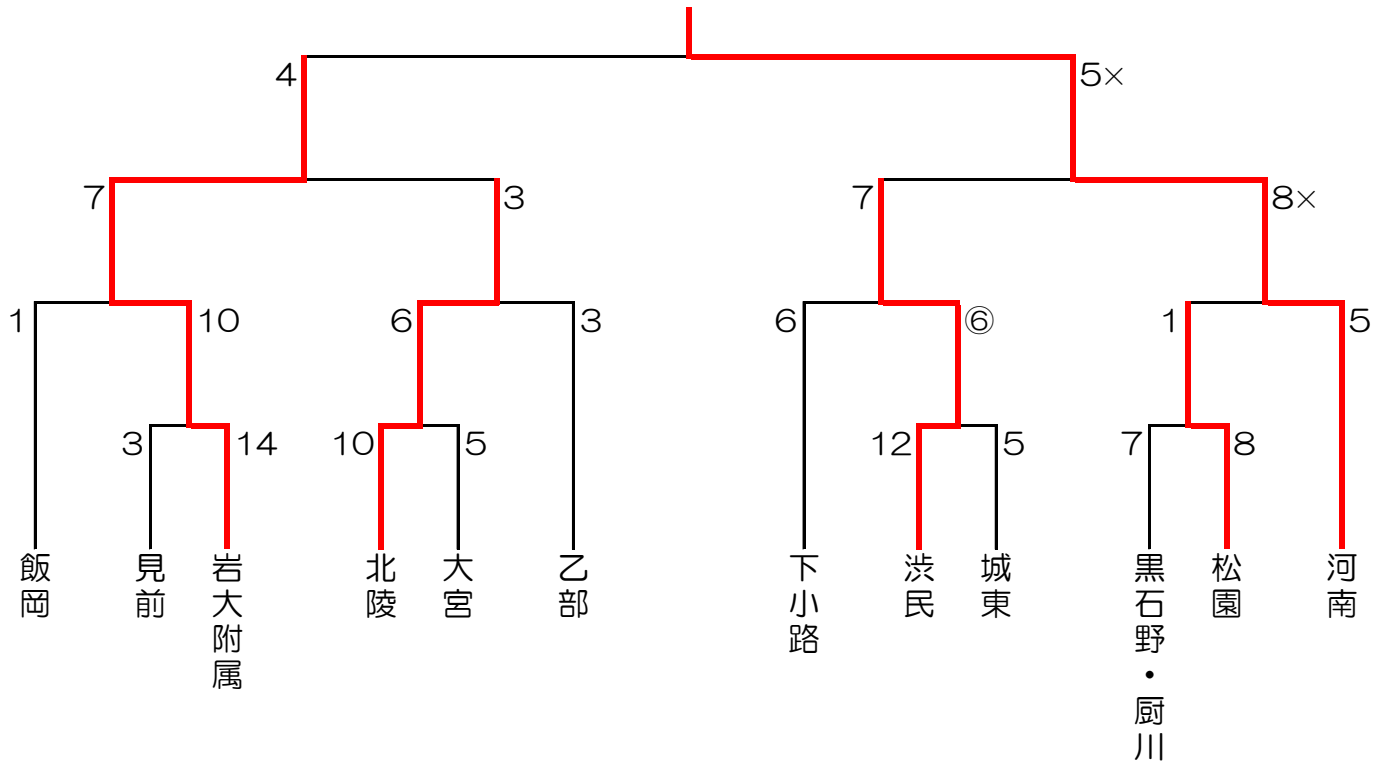 4 5×
7 3 7 8×
1 10 6 3 6 ⑥ 1 5
3 14 10 5 12 5 7 8
飯岡
見前
岩大附属
北陵
大宮
乙部
下小路
渋民
城東
黒石野・厨川
松園
河南